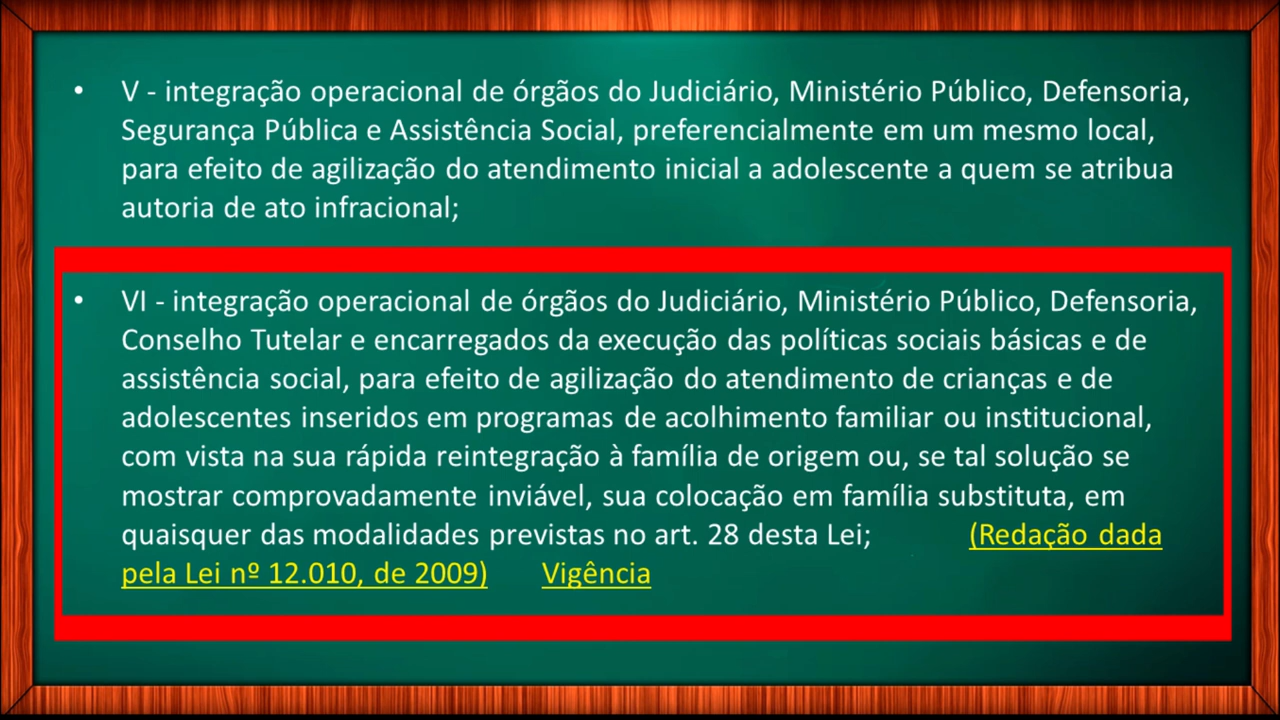 • V - integração operacional de órgãos do Judiciário, Ministério Público, Defensoria,
Segurança Pública e Assistência Social, preferencialmente em um mesmo local,
para efeito de agilização do atendimento inicial a adolescente a quem se atribua
autoria de ato infracional;
• VI - integração operacional de órgãos do Judiciário, Ministério Público, Defensoria,
Conselho Tutelar e encarregados da execução das políticas sociais básicas e de
assistência social, para efeito de agilização do atendimento de crianças e de
adolescentes inseridos em programas de acolhimento familiar ou institucional,
com vista na sua rápida reintegração à família de origem ou, se tal solução se
mostrar comprovadamente inviável, sua colocação em família substituta, em
quaisquer das modalidades previstas no art. 28 desta Lei; (Redação dada
pela Lei nº 12.010, de 2009) Vigência